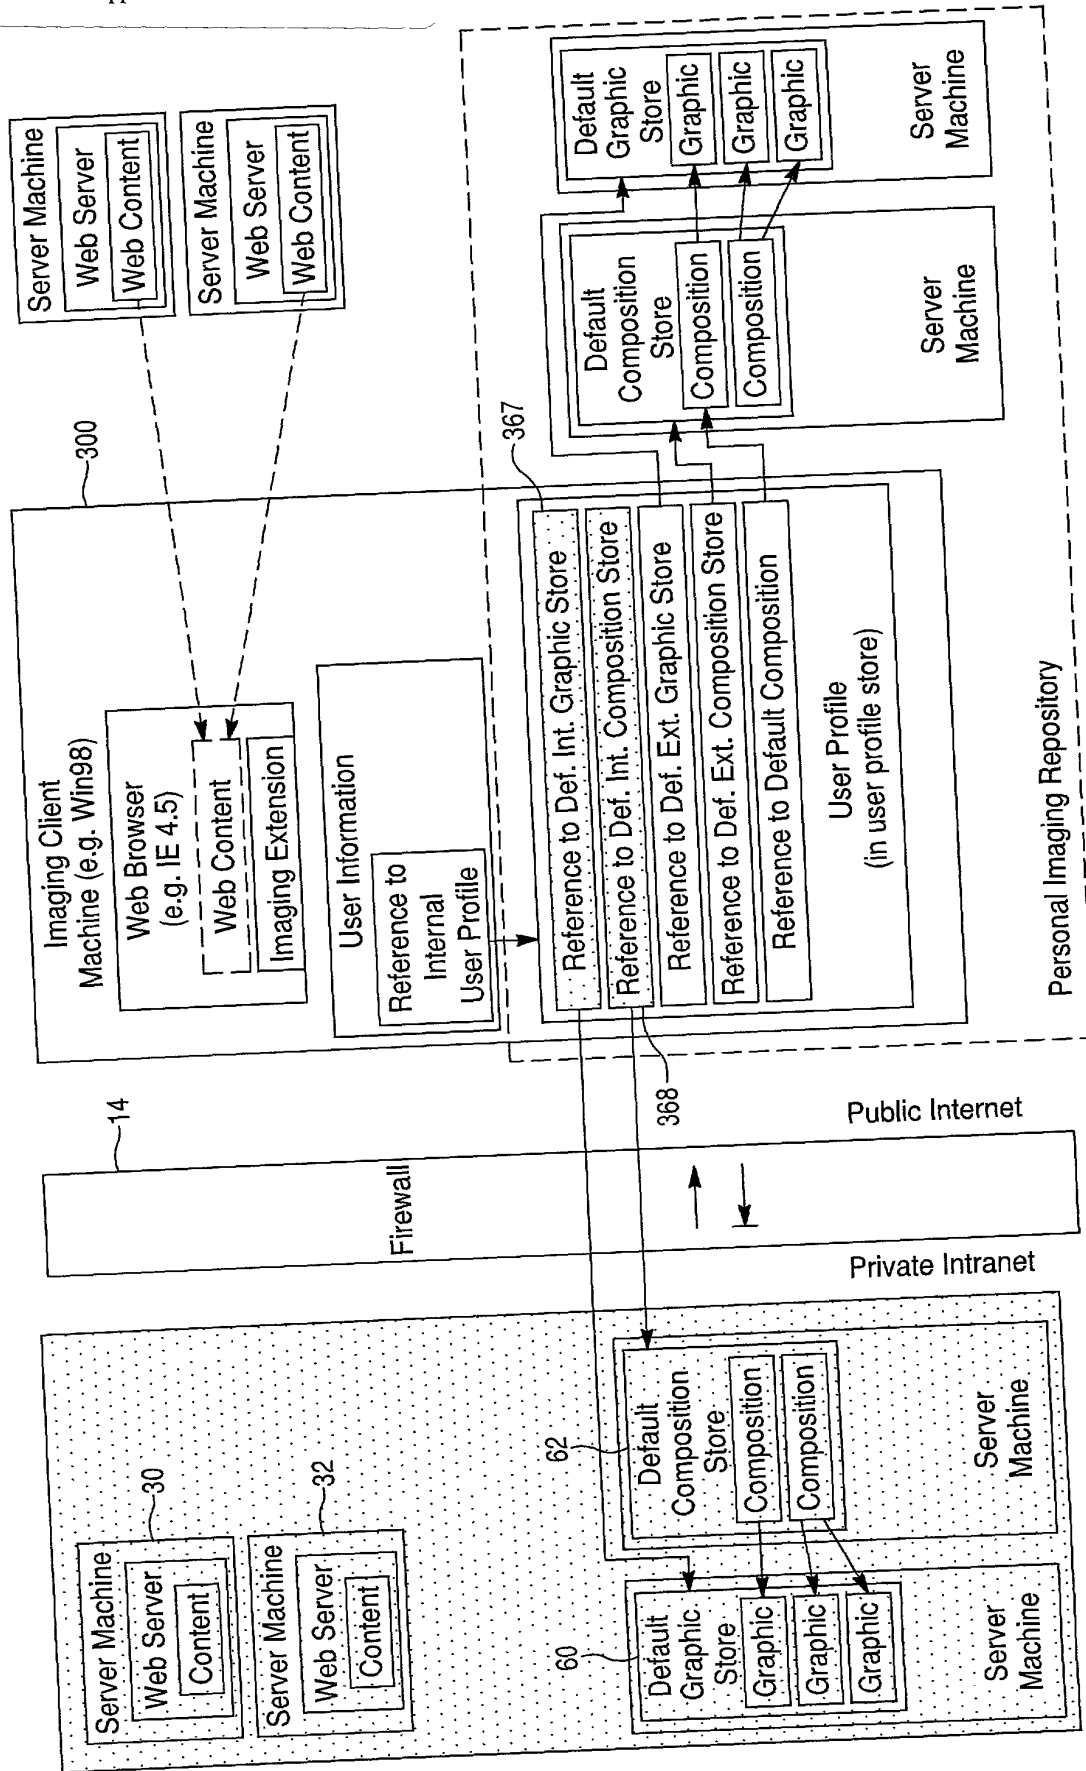 Server Machine
Web Server
Content
30
Server Machine
Web Server
Content
32
60
Default
Graphic
Store
Graphic
Graphic
Graphic
Server
Machine
62
Default
Composition
Store
Composition
Composition
Server
Machine
Private Intranet
Firewall
14
Public Internet
Imaging Client
Machine (e.g. Win98)
300
Web Browser
(e.g. IE 4.5)
Web Content
Imaging Extension
User Information
Reference to
Internal
User Profile
Reference to Def. Int. Graphic Store
367
Reference to Def. Int. Composition Store
368
Reference to Def. Ext. Graphic Store
Reference to Def. Ext. Composition Store
Reference to Default Composition
User Profile
(in user profile store)
Personal Imaging Repository
Server Machine
Web Server
Web Content
Server Machine
Web Server
Web Content
Default
Composition
Store
Composition
Composition
Server
Machine
Default
Graphic
Store
Graphic
Graphic
Graphic
Server
Machine